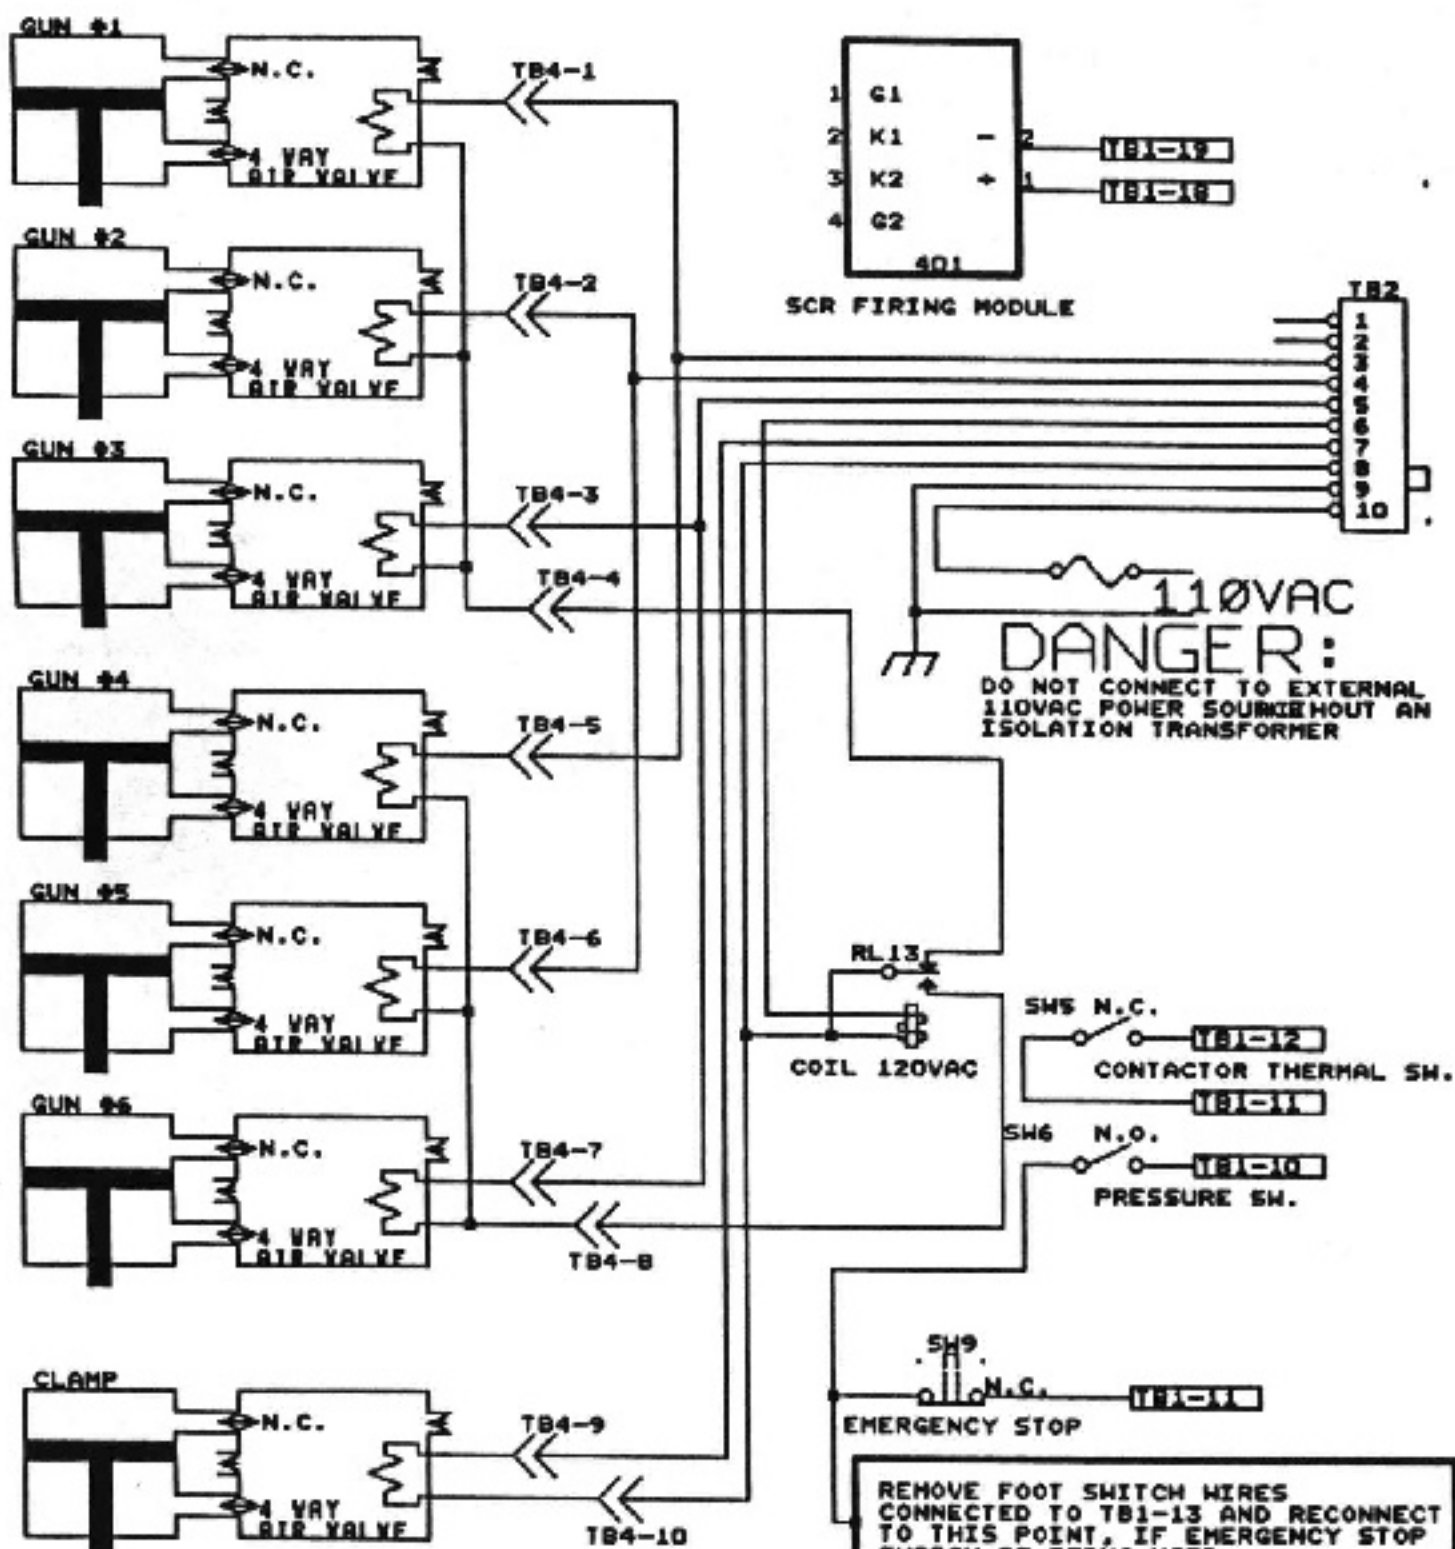 GUN #1
N.C.
4 WAY
AIR VALVE
TB4-1
GUN #2
N.C.
4 WAY
AIR VALVE
TB4-2
GUN #3
N.C.
4 WAY
AIR VALVE
TB4-3
TB4-4
GUN #4
N.C.
4 WAY
AIR VALVE
TB4-5
GUN #5
N.C.
4 WAY
AIR VALVE
TB4-6
GUN #6
N.C.
4 WAY
AIR VALVE
TB4-7
TB4-8
CLAMP
N.C.
4 WAY
AIR VALVE
TB4-9
TB4-10
1 G1
2 K1 - 2
3 K2 + 1
4 G2
401
SCR FIRING MODULE
TB1-19
TB1-18
TB2
1
2
3
4
5
6
7
8
9
10
110VAC
DANGER:
DO NOT CONNECT TO EXTERNAL
110VAC POWER AN
ISOLATION TRANSFORMER
RL13
COIL 120VAC
SW5 N.C.
TB1-12
CONTACTOR THERMAL SW.
TB1-11
SW6 N.O.
TB1-10
PRESSURE SW.
SW9
N.C.
TB1-11
EMERGENCY STOP
REMOVE FOOT SWITCH WIRES
CONNECTED TO TB1-13 AND RECONNECT
TO THIS POINT, IF EMERGENCY STOP